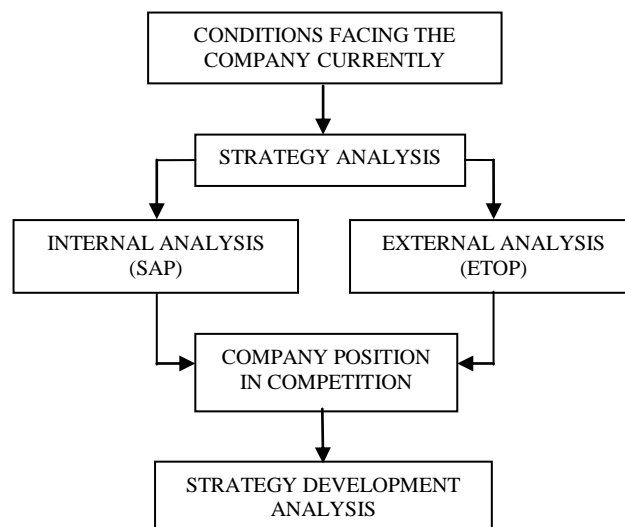 CONDITIONS FACING THE
COMPANY CURRENTLY
STRATEGY ANALYSIS
INTERNAL ANALYSIS
(SAP)
EXTERNAL ANALYSIS
(ETOP)
COMPANY POSITION
IN COMPETITION
STRATEGY DEVELOPMENT
ANALYSIS